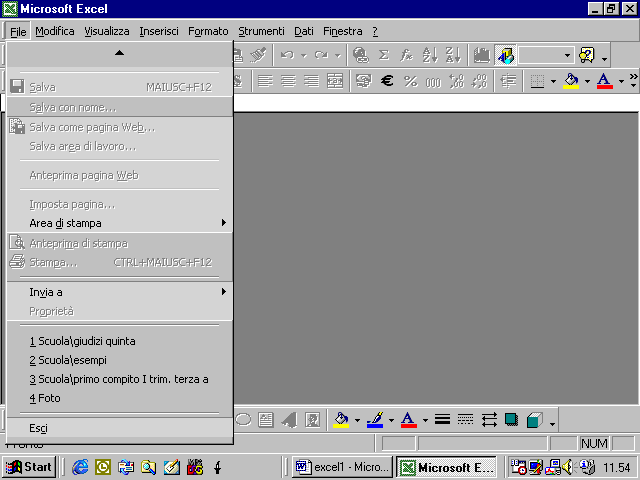 Microsoft Excel
File Modifica Visualizza Inserisci Formato Strumenti Dati Finestra ?
Salva MAIUSC+F12
Salva con nome...
Salva come pagina Web...
Salva area di lavoro...
Anteprima pagina Web
Imposta pagina...
Area di stampa
Anteprima di stampa
Stampa... CTRL+MAIUSC+F12
Invia a
Proprietà
1 Scuola\giudizi quinta
2 Scuola\esempi
3 Scuola\primo compito I trim. terza a
4 Foto
Esci
Pronto
NUM
Start excel1 - Micro... Microsoft E... 11.54